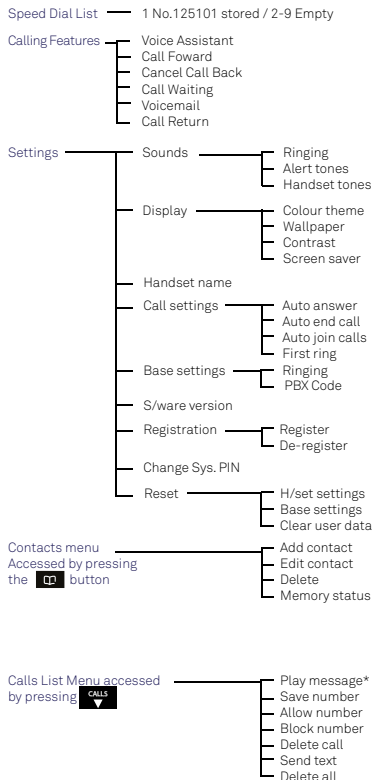 Speed Dial List 1 No.125101 stored / 2-9 Empty
Calling Features Voice Assistant
Call Foward
Cancel Call Back
Call Waiting
Voicemail
Call Return
Settings Sounds Ringing
Alert tones
Handset tones
Display Colour theme
Wallpaper
Contrast
Screen saver
Handset name
Call settings Auto answer
Auto end call
Auto join calls
First ring
Base settings Ringing
PBX Code
S/ware version
Registration Register
De-register
Change Sys. PIN
Reset H/set settings
Base settings
Clear user data
Contacts menu Add contact
Accessed by pressing Edit contact
the button Delete
Memory status
Calls List Menu accessed Play message*
by pressing CALLS Save number
Allow number
Block number
Delete call
Send text
Delete all